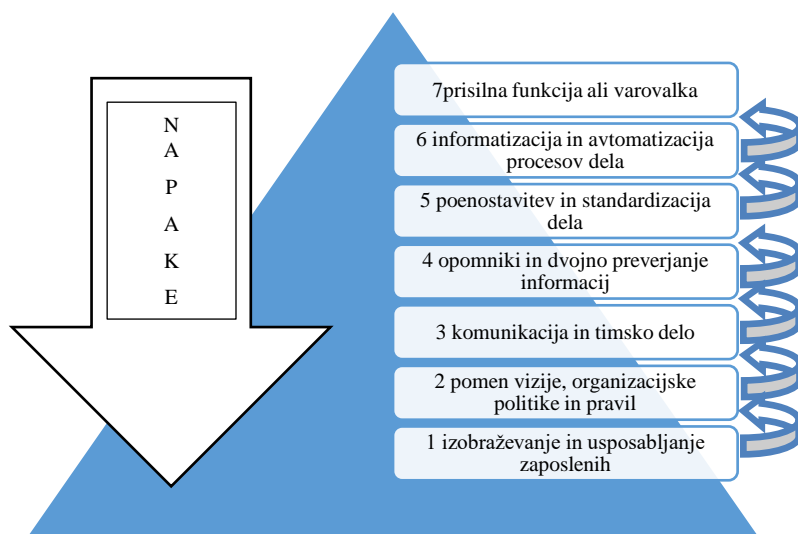 N
A
P
A
K
E
7prisilna funkcija ali varovalka
6 informatizacija in avtomatizacija
procesov dela
5 poenostavitev in standardizacija
dela
4 opomniki in dvojno preverjanje
informacij
3 komunikacija in timsko delo
2 pomen vizije, organizacijske
politike in pravil
1 izobraževanje in usposabljanje
zaposlenih